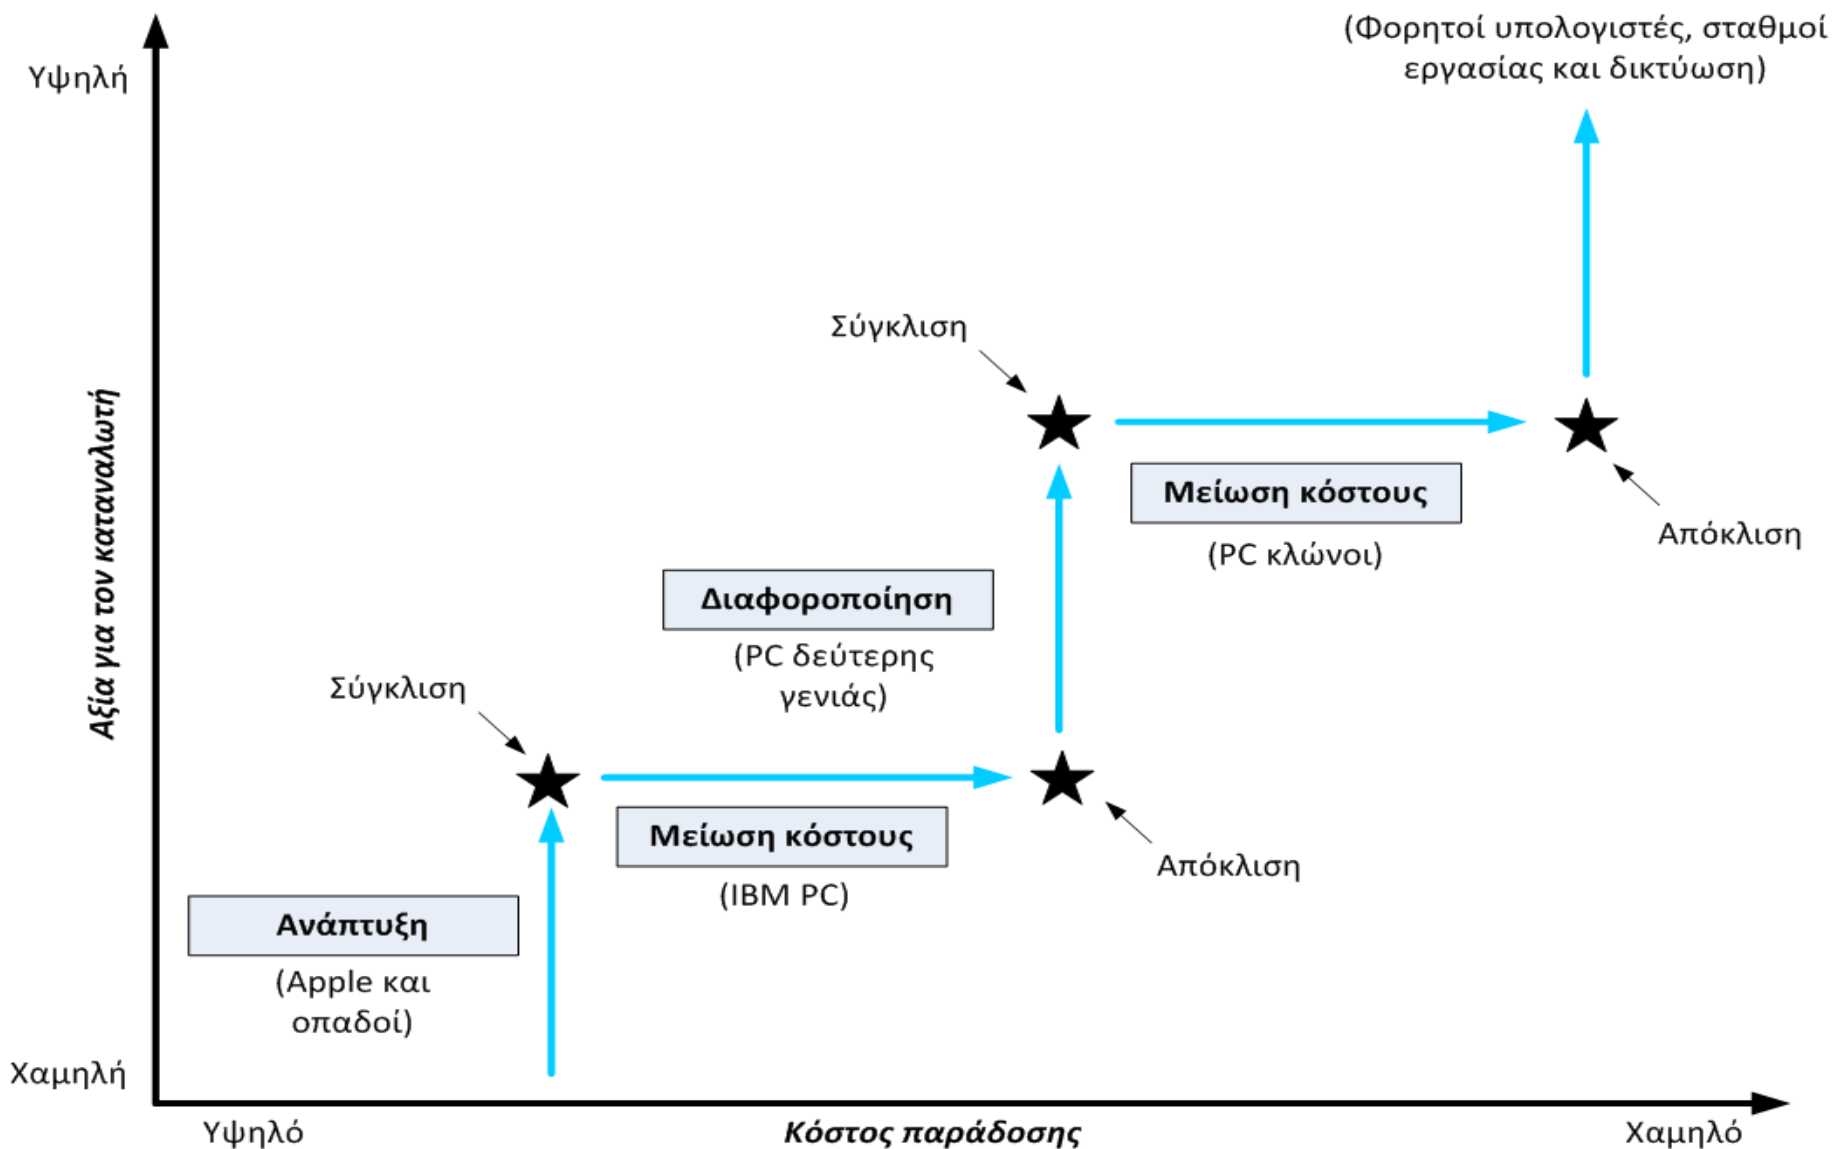 (Φορητοί υπολογιστές, σταθμοί
εργασίας και δικτύωση)
Υψηλή
Σύγκλιση
Αξία για τον καταναλωτή
Μείωση κόστους
(PC κλώνοι)
Απόκλιση
Διαφοροποίηση
(PC δεύτερης
γενιάς)
Σύγκλιση
Μείωση κόστους
(IBM PC)
Απόκλιση
Ανάπτυξη
(Apple και
οπαδοί)
Χαμηλή
Υψηλό
Κόστος παράδοσης
Χαμηλό